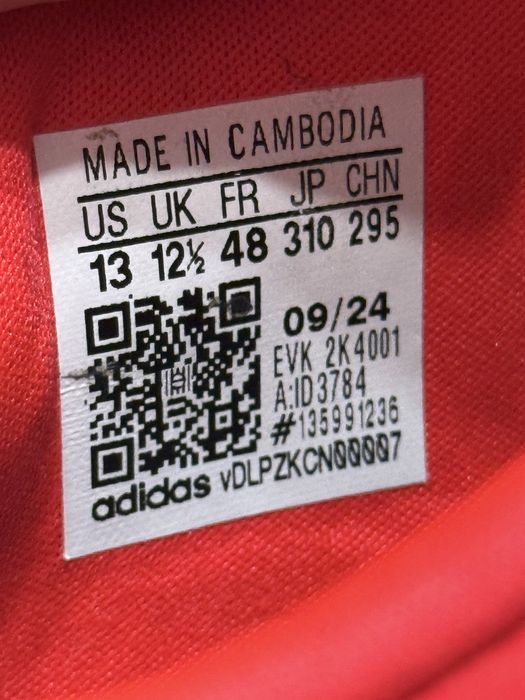 MADE IN CAMBODIA
US UK FR JP CHN
13 12½ 48 310 295
09/24
EVK 2K4001
A:ID3784
#135991236
adidas vDLPZKCN00007